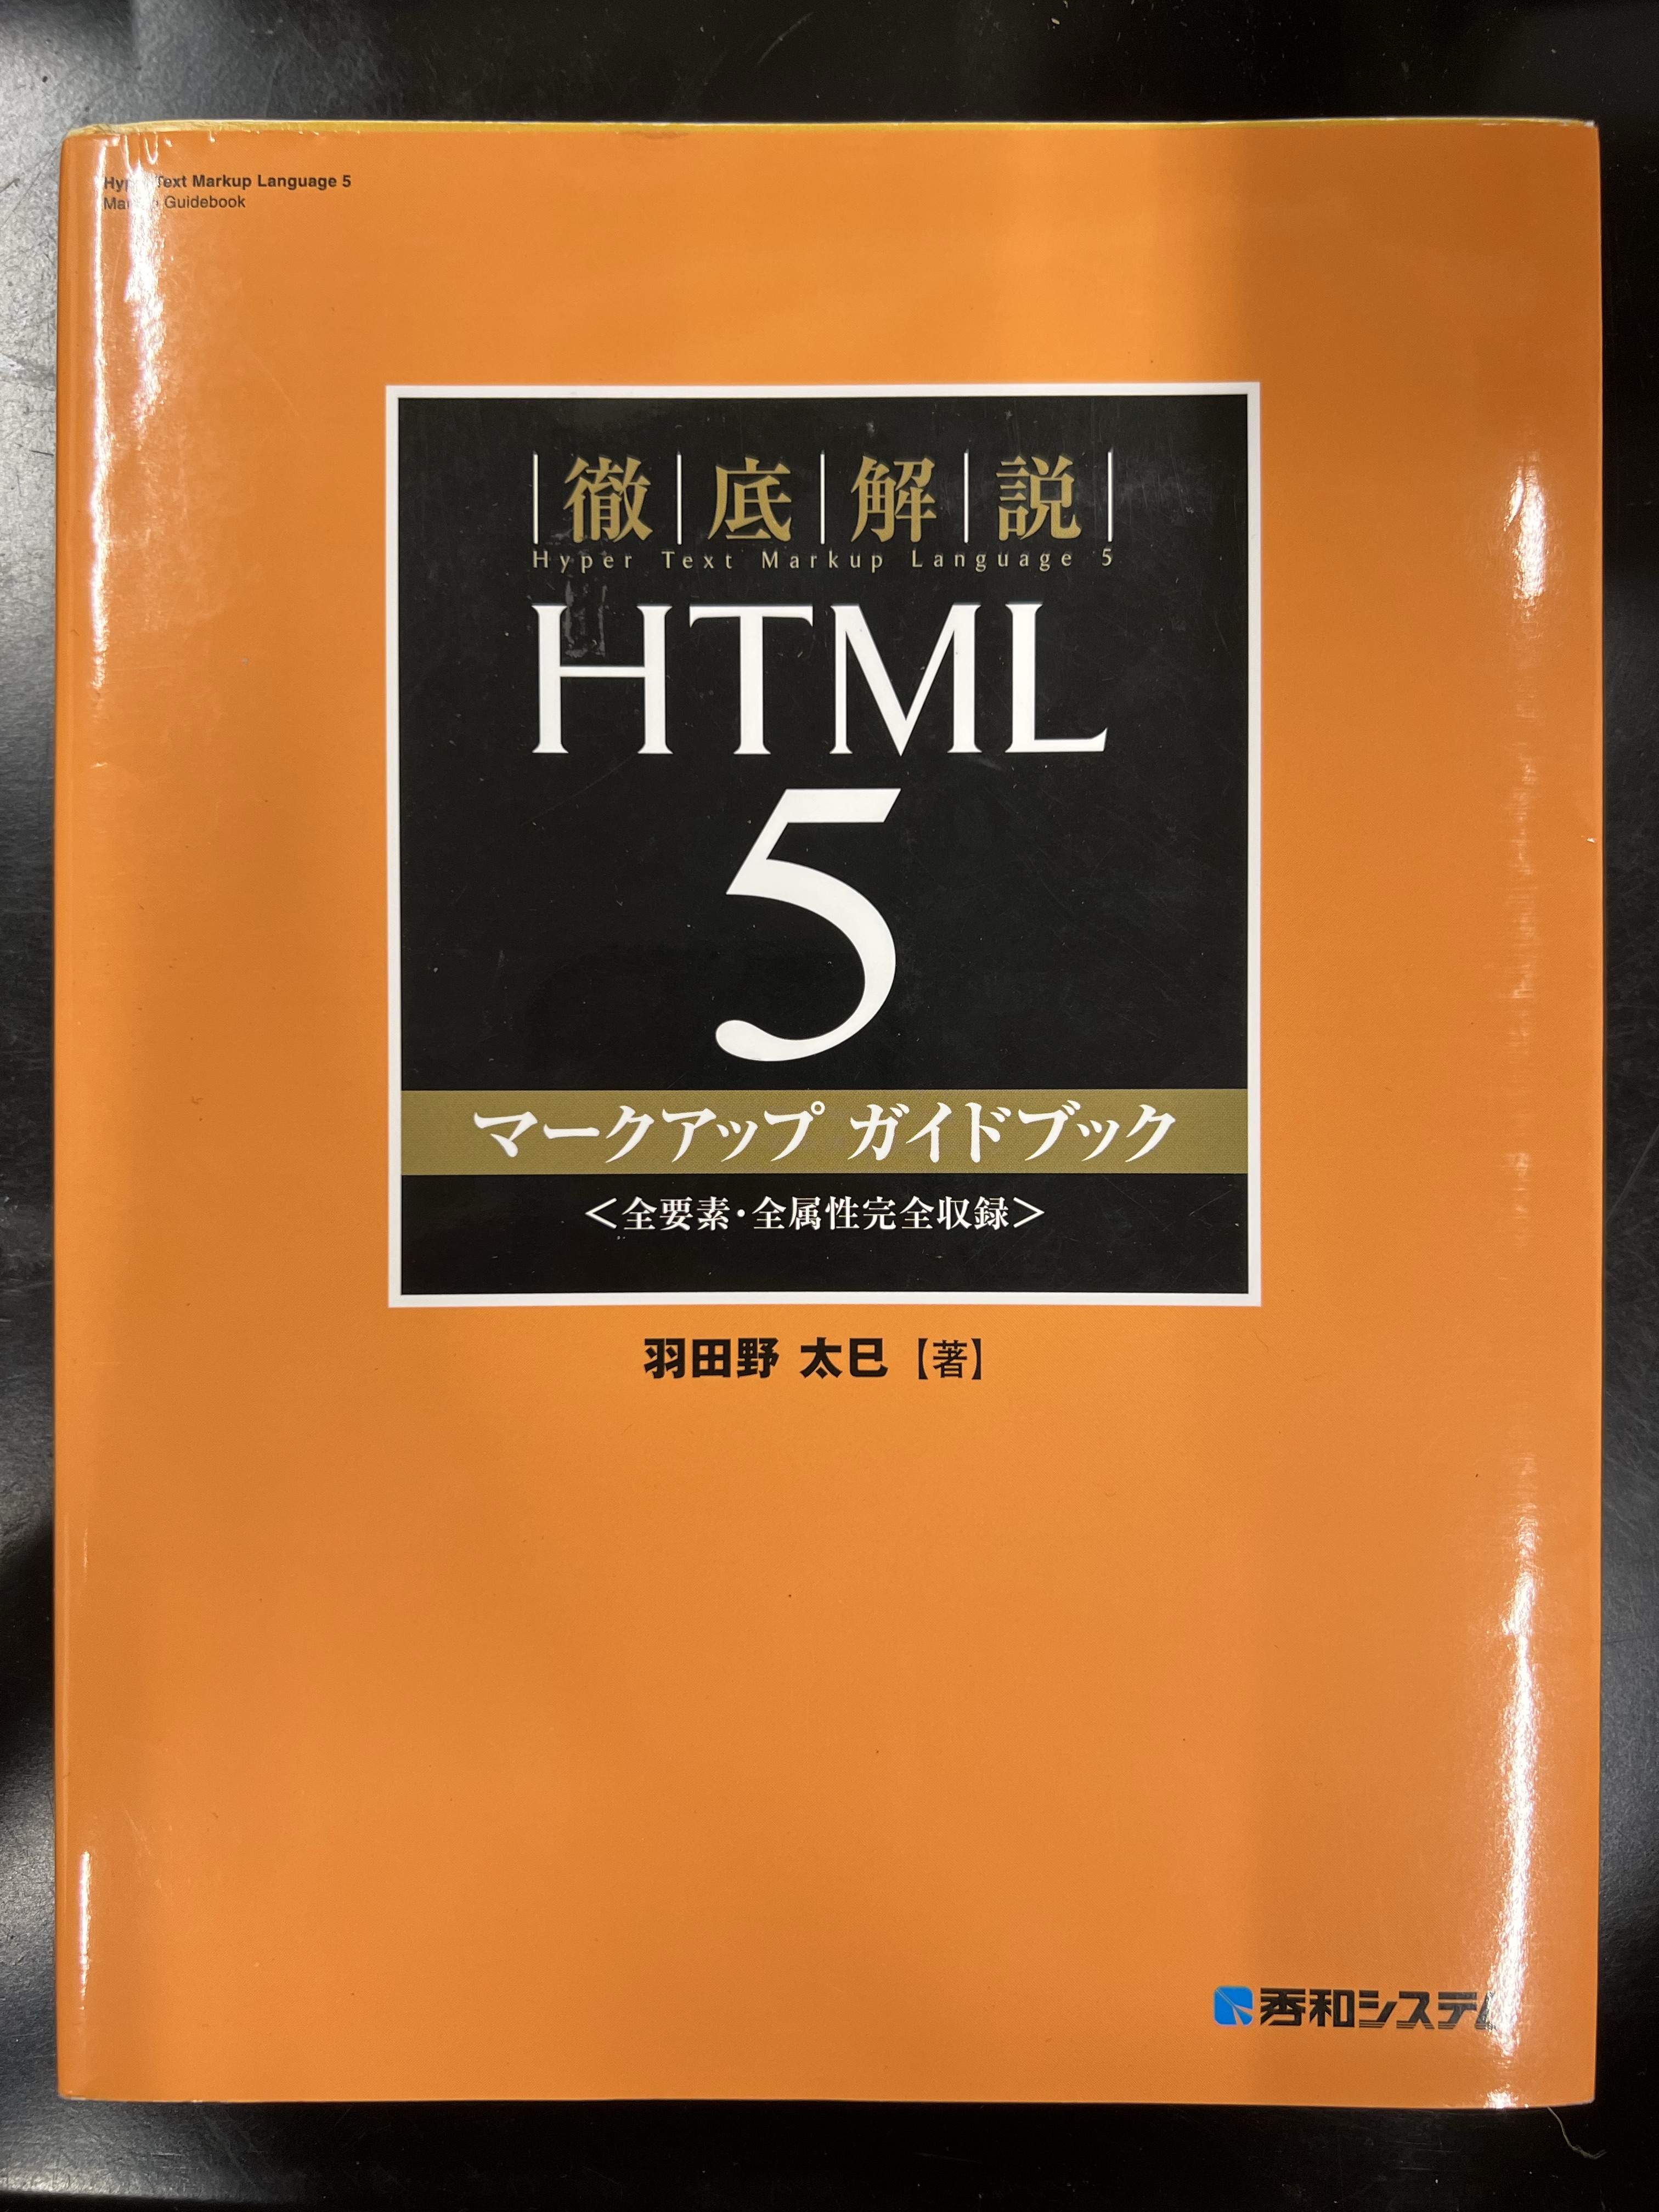 Hyper Text Markup Language 5
Markup Guidebook
徹底解説
Hyper Text Markup Language 5
HTML
5
マークアップ ガイドブック
＜全要素・全属性完全収録＞
羽田野 太巳【著】
秀和システム